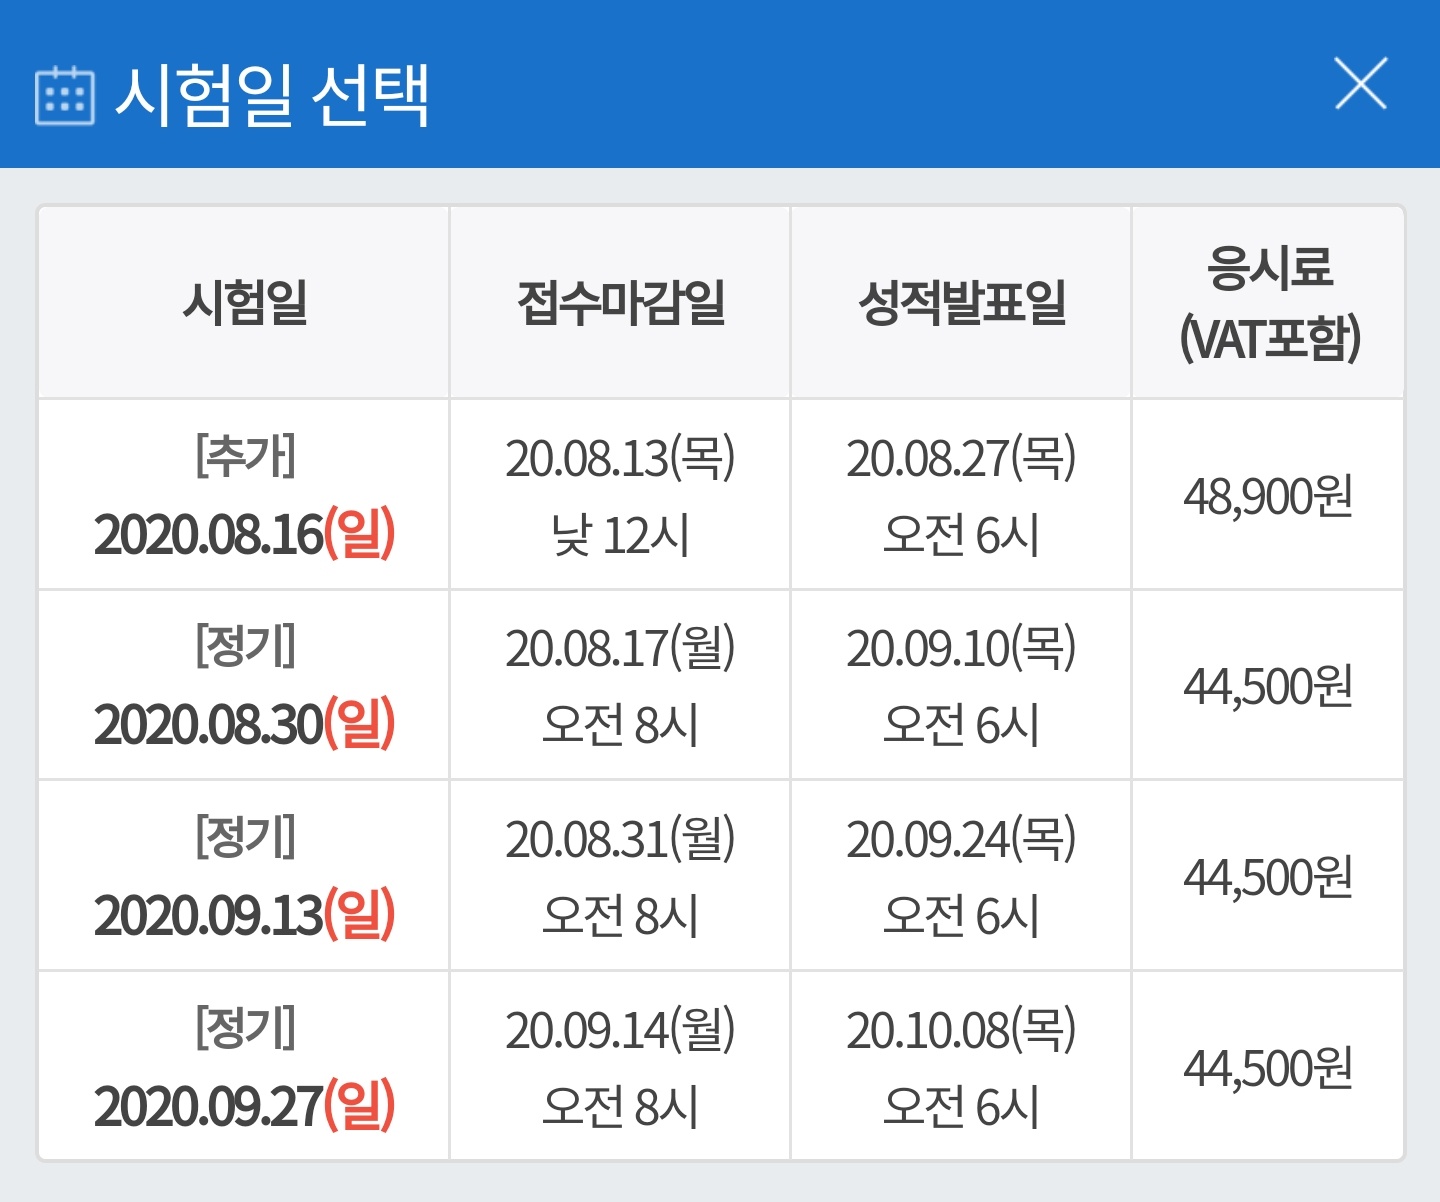 시험일 선택
시험일
접수마감일
성적발표일
응시료
(VAT포함)
[추가]
2020.08.16(일)
20.08.13(목)
낮 12시
20.08.27(목)
오전 6시
48,900원
[정기]
2020.08.30(일)
20.08.17(월)
오전 8시
20.09.10(목)
오전 6시
44,500원
[정기]
2020.09.13(일)
20.08.31(월)
오전 8시
20.09.24(목)
오전 6시
44,500원
[정기]
2020.09.27(일)
20.09.14(월)
오전 8시
20.10.08(목)
오전 6시
44,500원